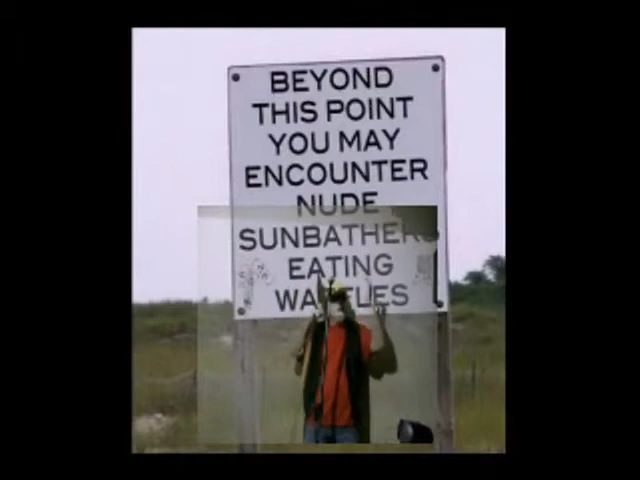 BEYOND
THIS POINT
YOU MAY
ENCOUNTER
NUDE
SUNBATHERS
EATING
WAFFLES